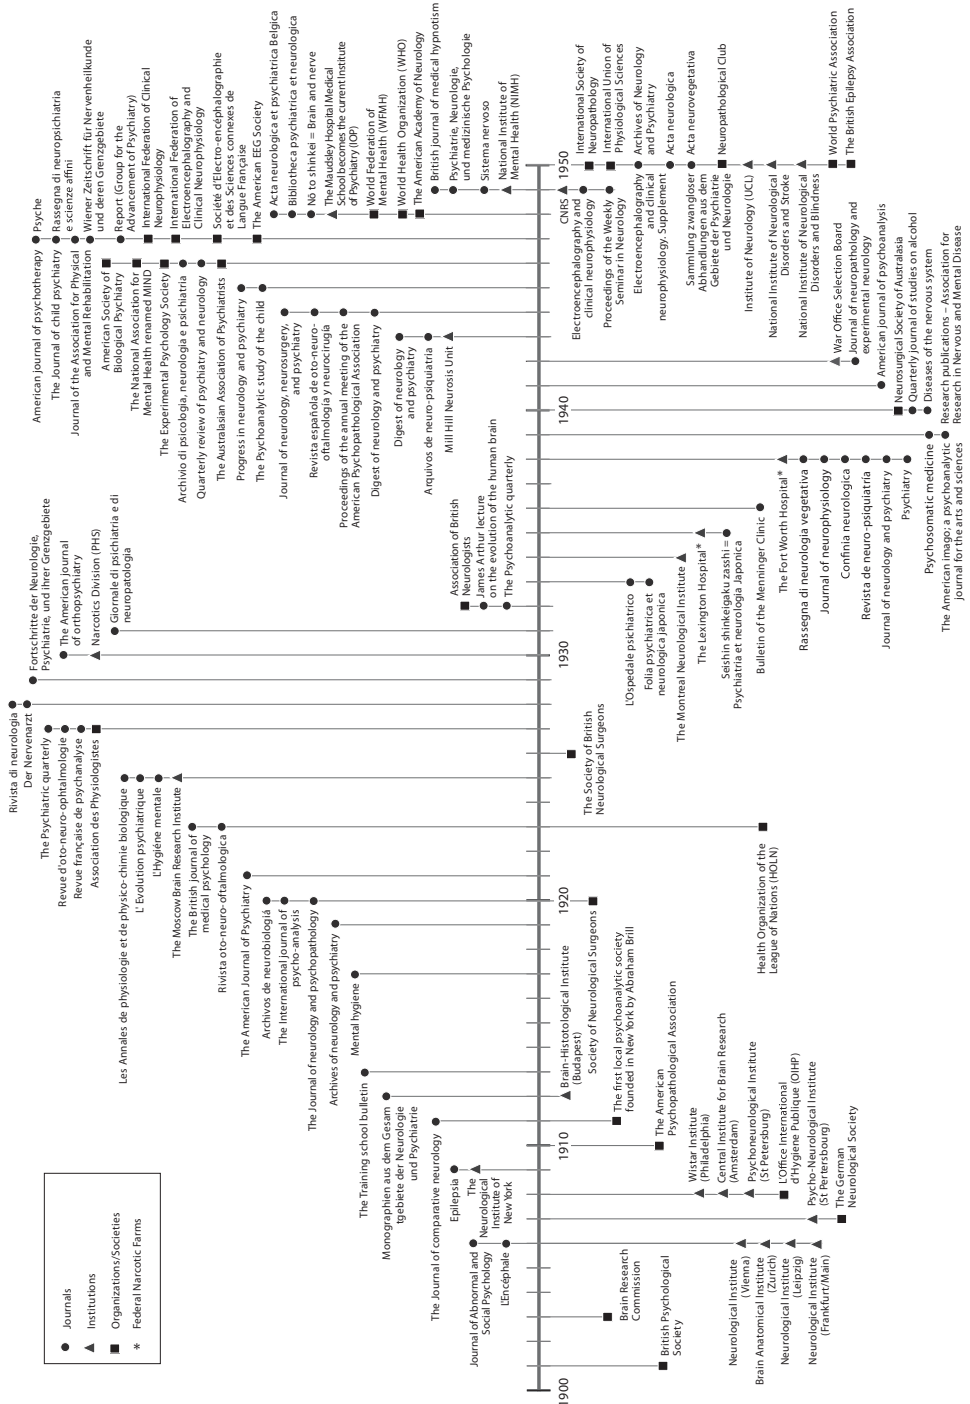 Journals
Institutions
Organizations/Societies
* Federal Narcotic Farms
1900
1910
1920
1930
1940
1950
Journal of Abnormal and
Social Psychology
L'Encéphale
The Journal of comparative neurology
Epilepsia
The
Neurological
Institute of
New York
The Training school bulletin
Monographien aus dem Gesam
tgebiete der Neurologie
und Psychiatrie
Les Annales de physiologie et de physico-chimie biologique
L' Evolution psychiatrique
L'Hygiéne mentale
The Moscow Brain Research Institute
The British journal of
medical psychology
Rivista oto-neuro-oftalmologica
The American Journal of Psychiatry
Archivos de neurobiologiá
The International journal of
psycho-analysis
The Journal of neurology and psychopathology
Archives of neurology and psychiatry
Mental hygiene
Rivista di neurologia
Der Nervenarzt
The Psychiatric quarterly
Revue d'oto-neuro-ophtalmologie
Revue française de psychanalyse
Association des Physiologistes
Fortschritte der Neurologie,
Psychiatrie, und ihrer Grenzgebiete
The American journal
of orthopsychiatry
Narcotics Division (PHS)
Giornale di psichiatria e di
neuropatologia
Association of British
Neurologists
James Arthur lecture
on the evolution of the human brain
The Psychoanalytic quarterly
American Journal of psychotherapy
The Journal of child psychiatry
Journal of the Association for Physical
and Mental Rehabilitation
American Society of
Biological Psychiatry
The National Association for
Mental Health renamed MIND
The Experimental Psychology Society
Archivio di psicologia, neurologia e psichiatria
Quarterly review of psychiatry and neurology
The Australasian Association of Psychiatrists
Progress in neurology and psychiatry
The Psychoanalytic study of the child
Journal of neurology, neurosurgery,
and psychiatry
Revista española de oto-neuro-
oftalmología y neurocirugia
Proceedings of the annual meeting of the
American Psychopathological Association
Digest of neurology and psychiatry
Digest of neurology
and psychiatry
Arquivos de neuro-psiquiatria
Mill Hill Neurosis Unit
Psyche
Rassegna di neuropsichiatria
e scienze affini
Wiener Zeitschrift für Nervenheilkunde
und deren Grenzgebiete
Report (Group for the
Advancement of Psychiatry)
International Federation of Clinical
Neurophysiology
International Federation of
Electroencephalography and
Clinical Neurophysiology
Société d'Electro-encéphalographie
et des Sciences connexes de
Langue Française
The American EEG Society
Acta neurologica et psychiatrica Belgica
Bibliotheca psychiatrica et neurologica
Nō to shinkei = Brain and nerve
The Maudsley Hospital Medical
School becomes the current Institute
of Psychiatry (IOP)
World Federation of
Mental Health (WFMH)
World Health Organization (WHO)
The American Academy of Neurology
British journal of medical hypnotism
Psychiatrie, Neurologie,
und medizinische Psychologie
Sistema nervoso
National Institute of
Mental Health (NIMH)
British Psychological
Society
Brain Research
Commission
Neurological Institute
(Vienna)
Brain Anatomical Institute
(Zurich)
Neurological Institute
(Leipzig)
Neurological Institute
(Frankfurt/Main)
Psycho-Neurological Institute
(St Pertersbourg)
The German
Neurological Society
Wistar Institute
(Philadelphia)
Central Institute for Brain Research
(Amsterdam)
Psychoneurological Institute
(St Petersburg)
L'Office International
d'Hygiene Publique (OIHP)
The American
Psychopathological Association
The first local psychoanalytic society
founded in New York by Abraham Brill
Brain-Histotological Institute
(Budapest)
Society of Neurological Surgeons
Health Organization of the
League of Nations (HOLN)
The Society of British
Neurological Surgeons
L'Ospedale psichiatrico
Folia psychiatrica et
neurologica japonica
The Montreal Neurological Institute
The Lexington Hospital*
Seishin shinkeigaku zasshi =
Psychiatria et neurologia Japonica
Bulletin of the Menninger Clinic
The Fort Worth Hospital*
Rassegna di neurologia vegetativa
Journal of neurophysiology
Confinia neurologica
Revista de neuro-psiquiatria
Journal of neurology and psychiatry
Psychiatry
Psychosomatic medicine
The American imago; a psychoanalytic
journal for the arts and sciences
Neurosurgical Society of Australasia
Quarterly journal of studies on alcohol
Diseases of the nervous system
Research publications – Association for
Research in Nervous and Mental Disease
American journal of psychoanalysis
War Office Selection Board
Journal of neuropathology and
experimental neurology
CNRS
Electroencephalography and
clinical neurophysiology
Proceedings of the Weekly
Seminar in Neurology
International Society of
Neuropathology
International Union of
Physiological Sciences
Electroencephalography
and clinical
neurophysiology, Supplement
Archives of Neurology
and Psychiatry
Acta neurologica
Acta neurovegetativa
Sammlung zwangloser
Abhandlungen aus dem
Gebiete der Psychiatrie
und Neurologie
Neuropathological Club
Institute of Neurology (UCL)
National Institute of Neurological
Disorders and Stroke
National Institute of Neurological
Disorders and Blindness
World Psychiatric Association
The British Epilepsy Association